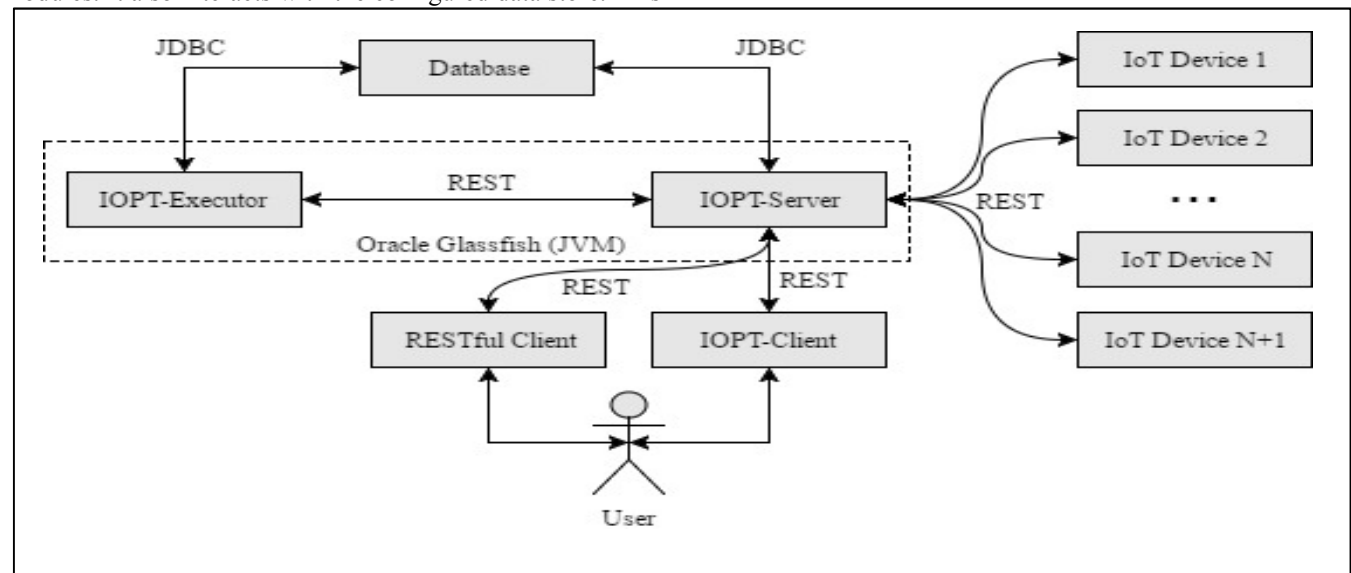 JDBC
JDBC
Database
IoT Device 1
IoT Device 2
IOPT-Executor
REST
IOPT-Server
REST
...
Oracle Glassfish (JVM)
REST
REST
IoT Device N
RESTful Client
IOPT-Client
IoT Device N+1
User